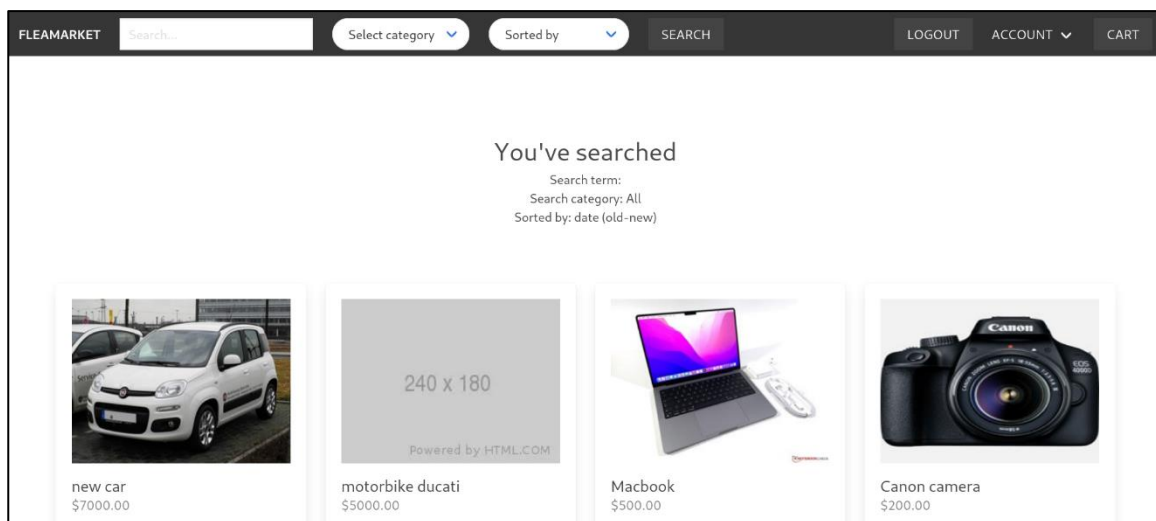 FLEAMARKET Search... Select category Sorted by SEARCH LOGOUT ACCOUNT CART
You've searched
Search term:
Search category: All
Sorted by: date (old-new)
240 x 180
Powered by HTML.COM
Canon
EOS
4000D
new car
$7000.00
motorbike ducati
$5000.00
Macbook
$500.00
Canon camera
$200.00